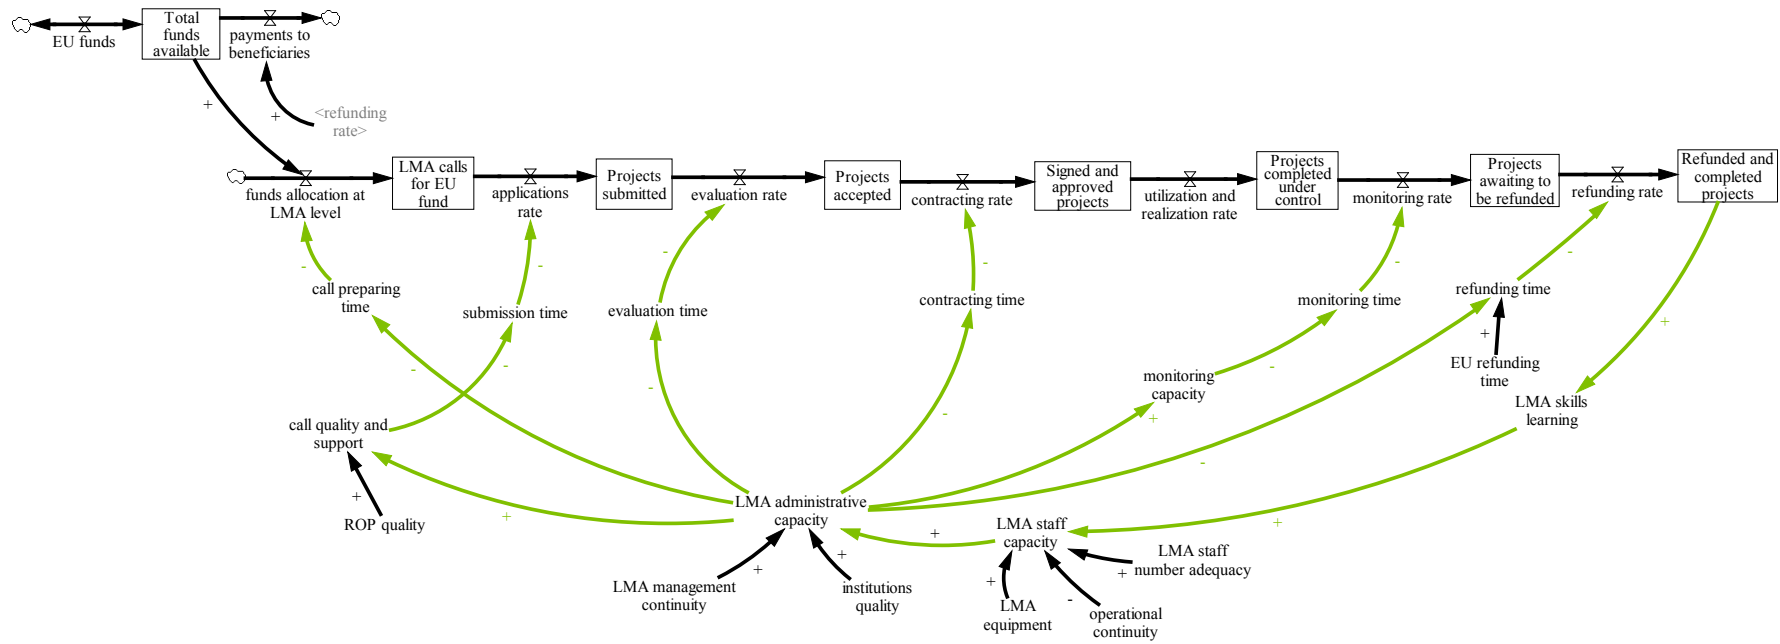 EU funds
Total
funds
available
payments to
beneficiaries
+
+
<refunding
rate>
funds allocation at
LMA level
LMA calls
for EU
fund
applications
rate
Projects
submitted
evaluation rate
Projects
accepted
contracting rate
Signed and
approved
projects
utilization and
realization rate
Projects
completed
under
control
monitoring rate
Projects
awaiting to
be refunded
refunding rate
Refunded and
completed
projects
-
-
-
-
-
-
call preparing
time
submission time
evaluation time
contracting time
monitoring time
refunding time
+
+
EU refunding
time
-
-
-
-
-
monitoring
capacity
+
LMA skills
learning
call quality and
support
+
ROP quality
+
-
LMA administrative
capacity
+
+
LMA staff
capacity
+
+
LMA management
continuity
+
institutions
quality
+
LMA
equipment
-
operational
continuity
+
LMA staff
number adequacy